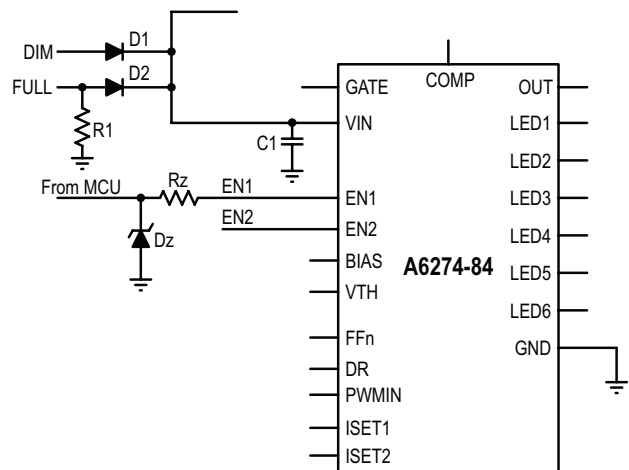 DIM
D1
FULL
D2
R1
C1
From MCU
Rz
EN1
EN2
Dz
COMP
GATE
VIN
EN1
EN2
BIAS
VTH
FFn
DR
PWMIN
ISET1
ISET2
A6274-84
OUT
LED1
LED2
LED3
LED4
LED5
LED6
GND